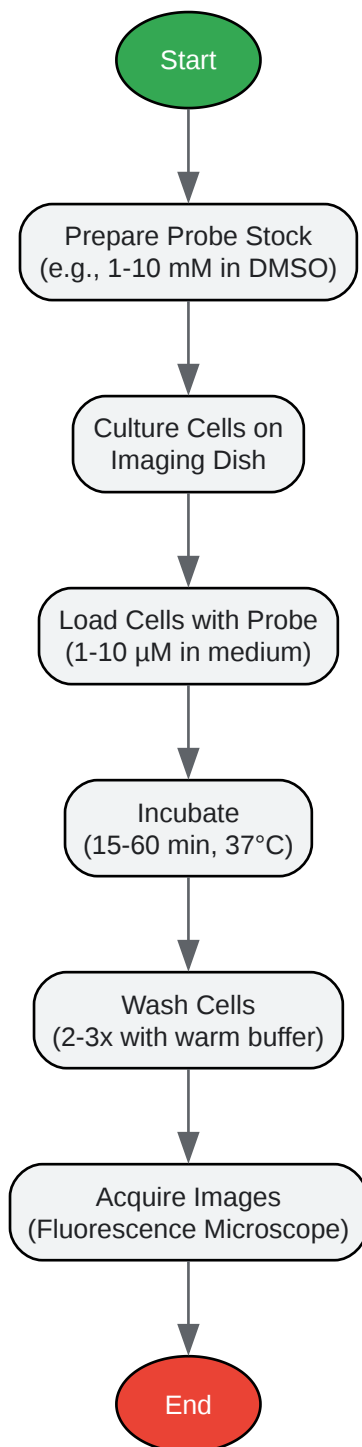 Start
Prepare Probe Stock
(e.g., 1-10 mM in DMSO)
Culture Cells on
Imaging Dish
Load Cells with Probe
(1-10 µM in medium)
Incubate
(15-60 min, 37°C)
Wash Cells
(2-3x with warm buffer)
Acquire Images
(Fluorescence Microscope)
End